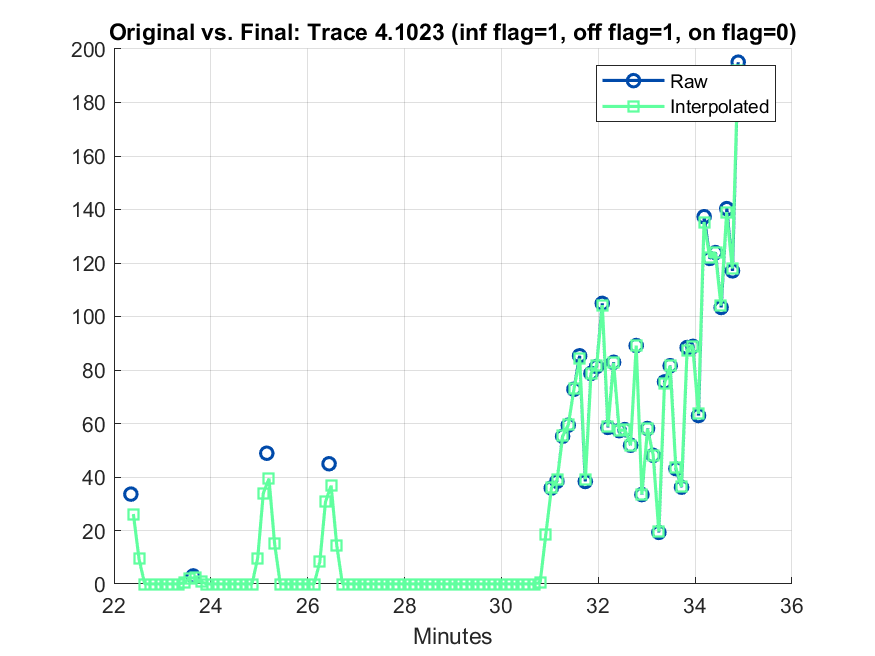 Original vs. Final: Trace 4.1023 (inf flag=1, off flag=1, on flag=0)
200
180
160
140
120
100
80
60
40
20
0
Raw
Interpolated
22 24 26 28 30 32 34 36
Minutes